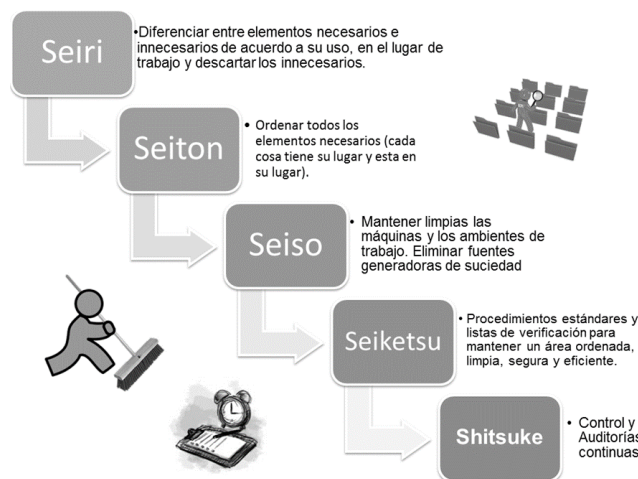 Seiri
•Diferenciar entre elementos necesarios e
innecesarios de acuerdo a su uso, en el lugar de
trabajo y descartar los innecesarios.
Seiton
• Ordenar todos los
elementos necesarios (cada
cosa tiene su lugar y esta en
su lugar).
Seiso
• Mantener limpias las
máquinas y los ambientes de
trabajo. Eliminar fuentes
generadoras de suciedad
Seiketsu
• Procedimientos estándares y
listas de verificación para
mantener un área ordenada,
limpia, segura y eficiente.
Shitsuke
• Control y
Auditorías
continuas